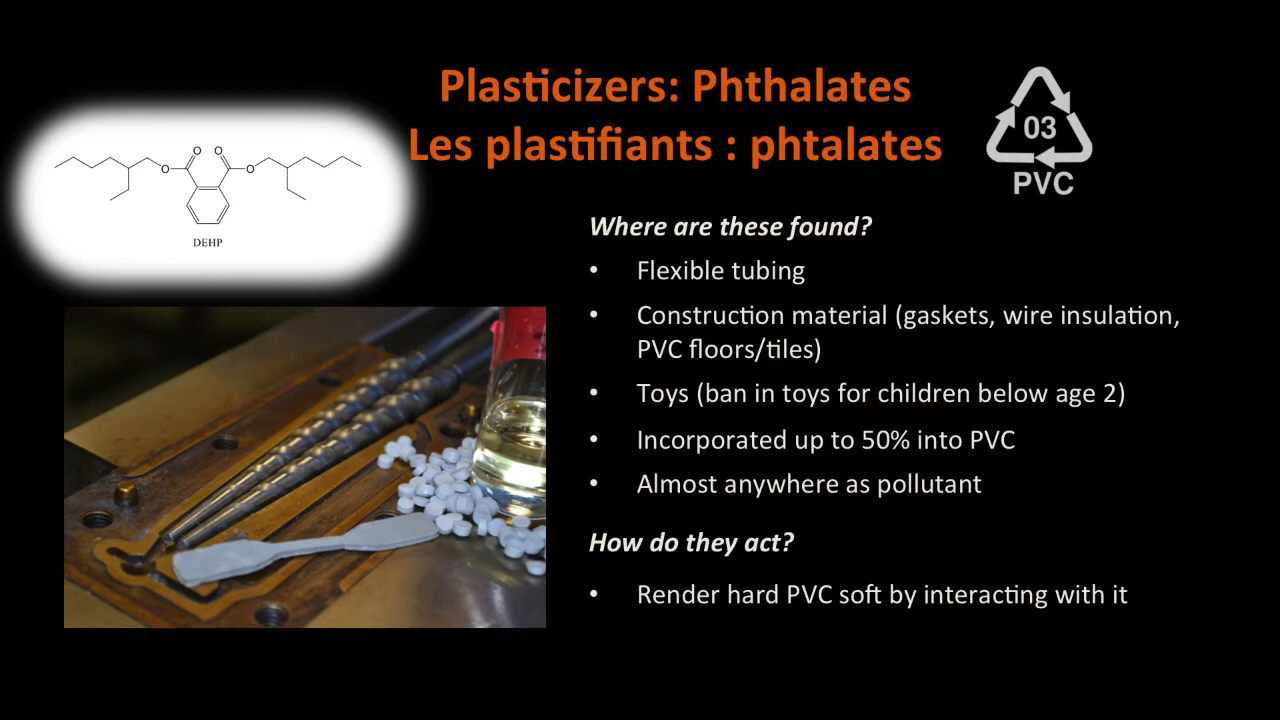 Plasticizers: Phthalates
Les plastifiants : phtalates
03
PVC
O
O
O
O
DEHP
Where are these found?
• Flexible tubing
• Construction material (gaskets, wire insulation,
PVC floors/tiles)
• Toys (ban in toys for children below age 2)
• Incorporated up to 50% into PVC
• Almost anywhere as pollutant
How do they act?
• Render hard PVC soft by interacting with it